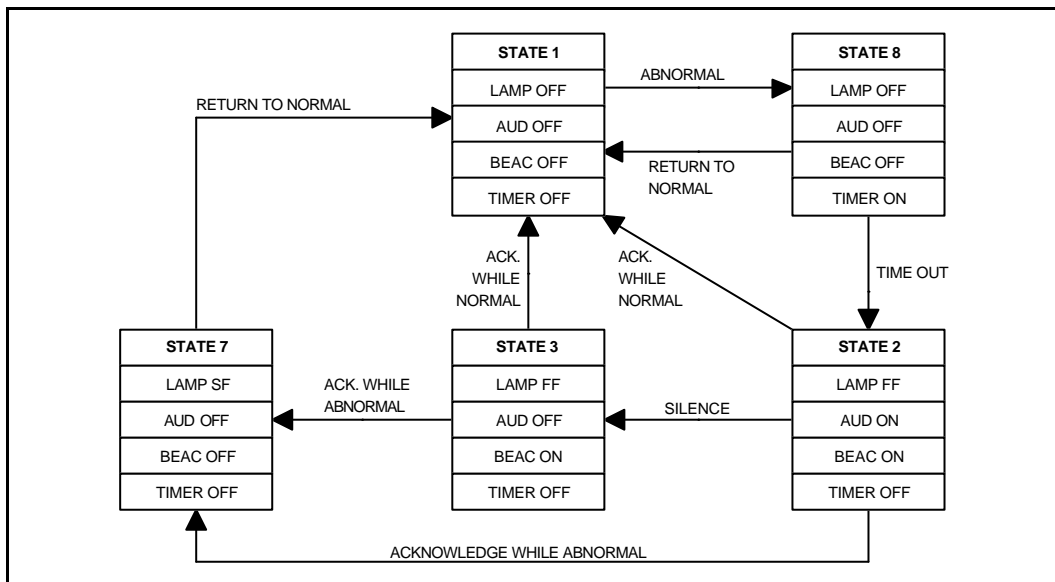 STATE 1
LAMP OFF
AUD OFF
BEAC OFF
TIMER OFF
ABNORMAL
RETURN TO
NORMAL
STATE 8
LAMP OFF
AUD OFF
BEAC OFF
TIMER ON
RETURN TO NORMAL
ACK.
WHILE
NORMAL
ACK.
WHILE
NORMAL
TIME OUT
STATE 7
LAMP SF
AUD OFF
BEAC OFF
TIMER OFF
ACK. WHILE
ABNORMAL
STATE 3
LAMP FF
AUD OFF
BEAC ON
TIMER OFF
SILENCE
STATE 2
LAMP FF
AUD ON
BEAC ON
TIMER OFF
ACKNOWLEDGE WHILE ABNORMAL